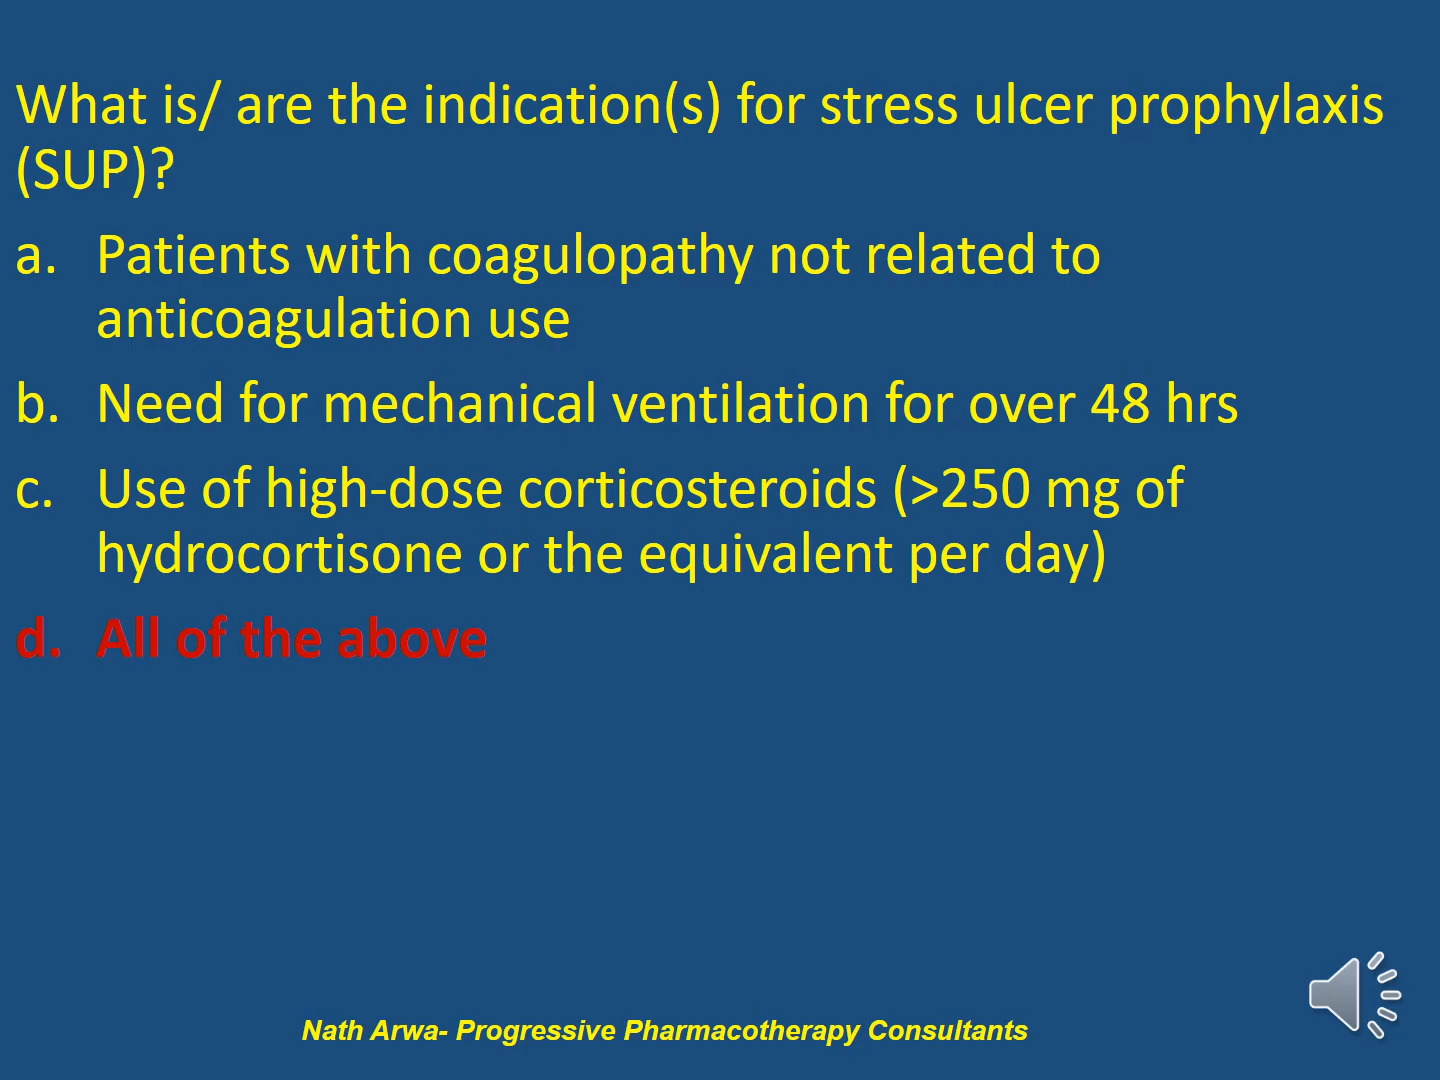 What is/ are the indication(s) for stress ulcer prophylaxis
(SUP)?
a. Patients with coagulopathy not related to
anticoagulation use
b. Need for mechanical ventilation for over 48 hrs
c. Use of high-dose corticosteroids (>250 mg of
hydrocortisone or the equivalent per day)
d. All of the above
Nath Arwa- Progressive Pharmacotherapy Consultants